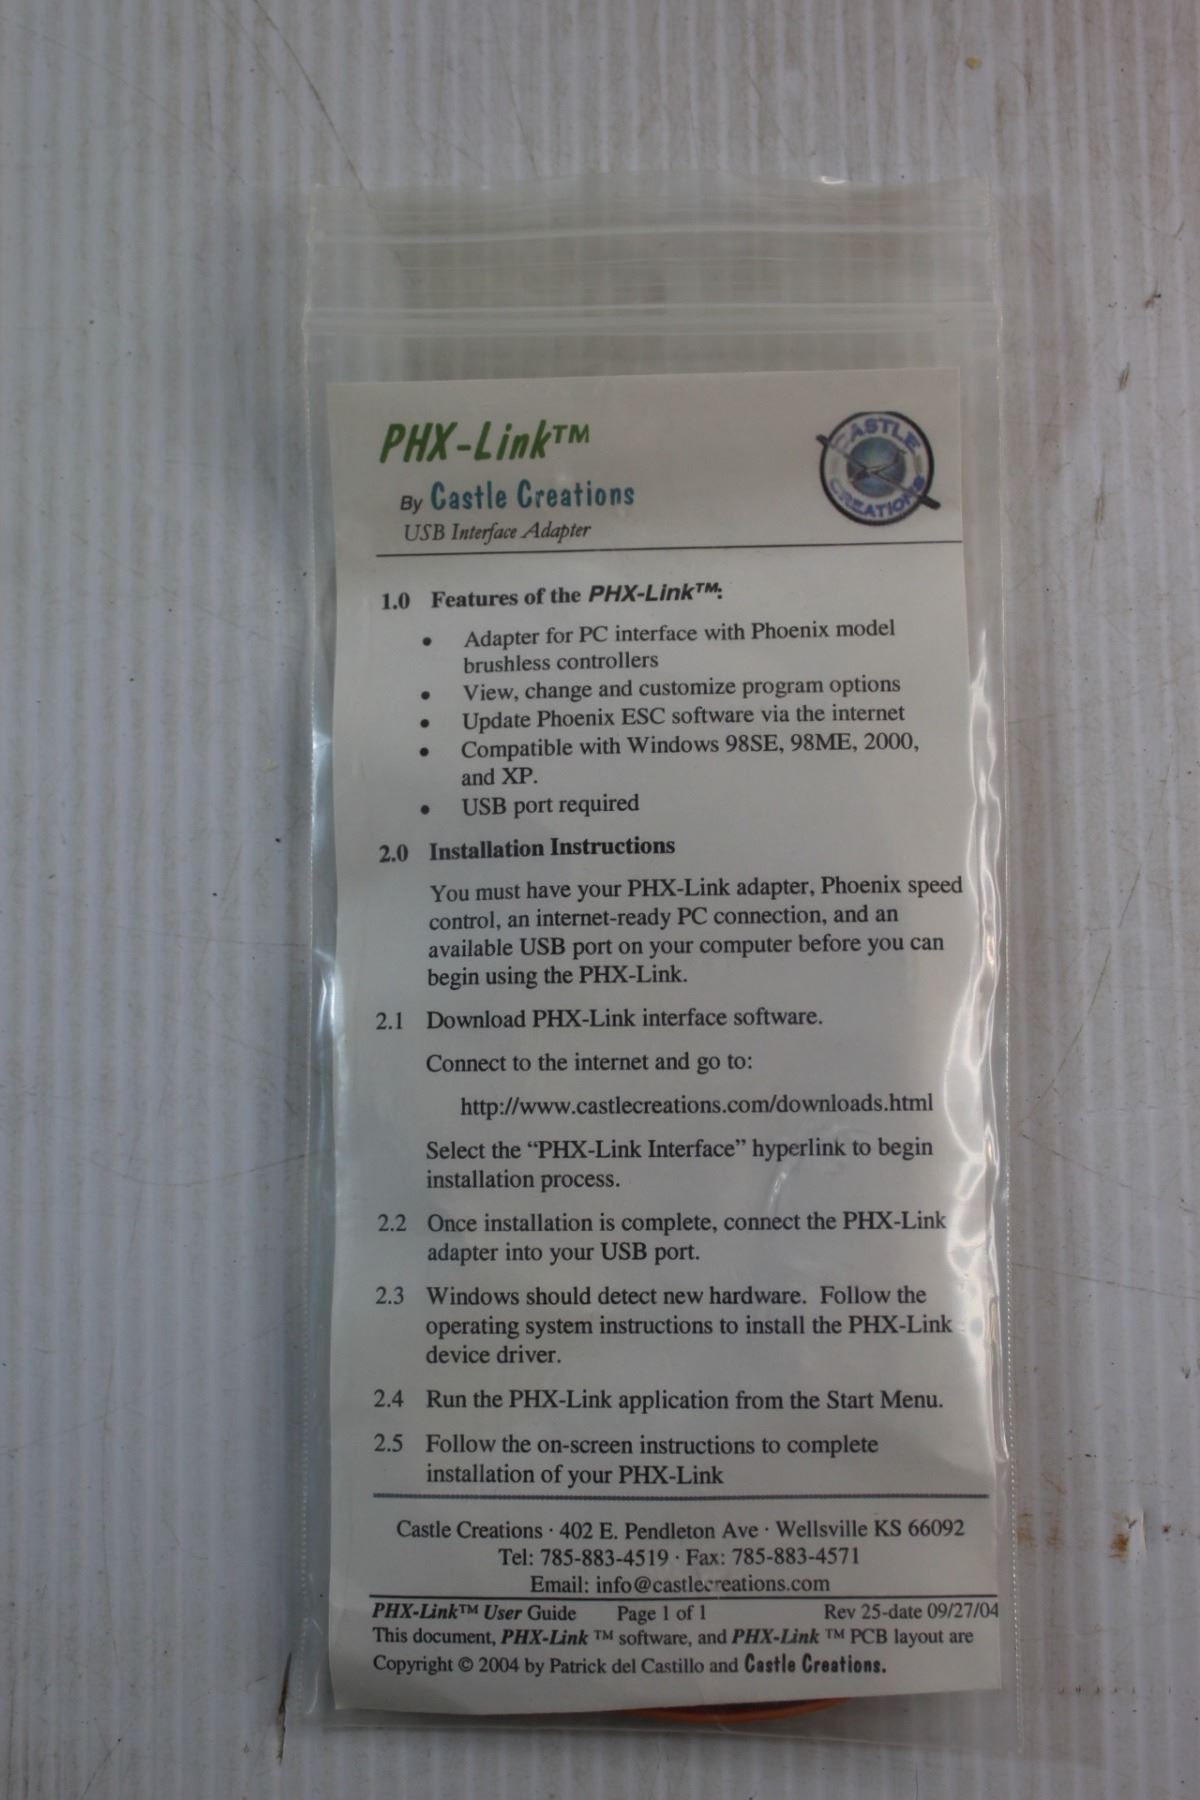 PHX-Link™
By Castle Creations
USB Interface Adapter
CASTLE
CREATIONS
1.0 Features of the PHX-Link™:
• Adapter for PC interface with Phoenix model
brushless controllers
• View, change and customize program options
• Update Phoenix ESC software via the internet
• Compatible with Windows 98SE, 98ME, 2000,
and XP.
• USB port required
2.0 Installation Instructions
You must have your PHX-Link adapter, Phoenix speed
control, an internet-ready PC connection, and an
available USB port on your computer before you can
begin using the PHX-Link.
2.1 Download PHX-Link interface software.
Connect to the internet and go to:
http://www.castlecreations.com/downloads.html
Select the “PHX-Link Interface” hyperlink to begin
installation process.
2.2 Once installation is complete, connect the PHX-Link
adapter into your USB port.
2.3 Windows should detect new hardware. Follow the
operating system instructions to install the PHX-Link
device driver.
2.4 Run the PHX-Link application from the Start Menu.
2.5 Follow the on-screen instructions to complete
installation of your PHX-Link
Castle Creations · 402 E. Pendleton Ave · Wellsville KS 66092
Tel: 785-883-4519 · Fax: 785-883-4571
Email: info@castlecreations.com
PHX-Link™ User Guide Page 1 of 1 Rev 25-date 09/27/04
This document, PHX-Link ™ software, and PHX-Link ™ PCB layout are
Copyright © 2004 by Patrick del Castillo and Castle Creations.